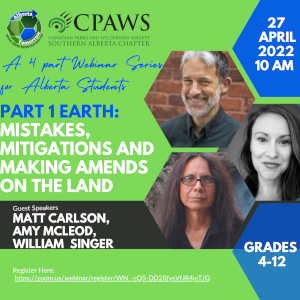 Alberta
CPAWS
CANADIAN PARKS AND WILDERNESS SOCIETY
SOUTHERN ALBERTA CHAPTER
27
APRIL
2022
10 AM
A 4 part Webinar Series
for Alberta Students
PART 1 EARTH:
MISTAKES,
MITIGATIONS AND
MAKING AMENDS
ON THE LAND
Guest Speakers
MATT CARLSON,
AMY MCLEOD,
WILLIAM SINGER
GRADES
4-12
Register Here: